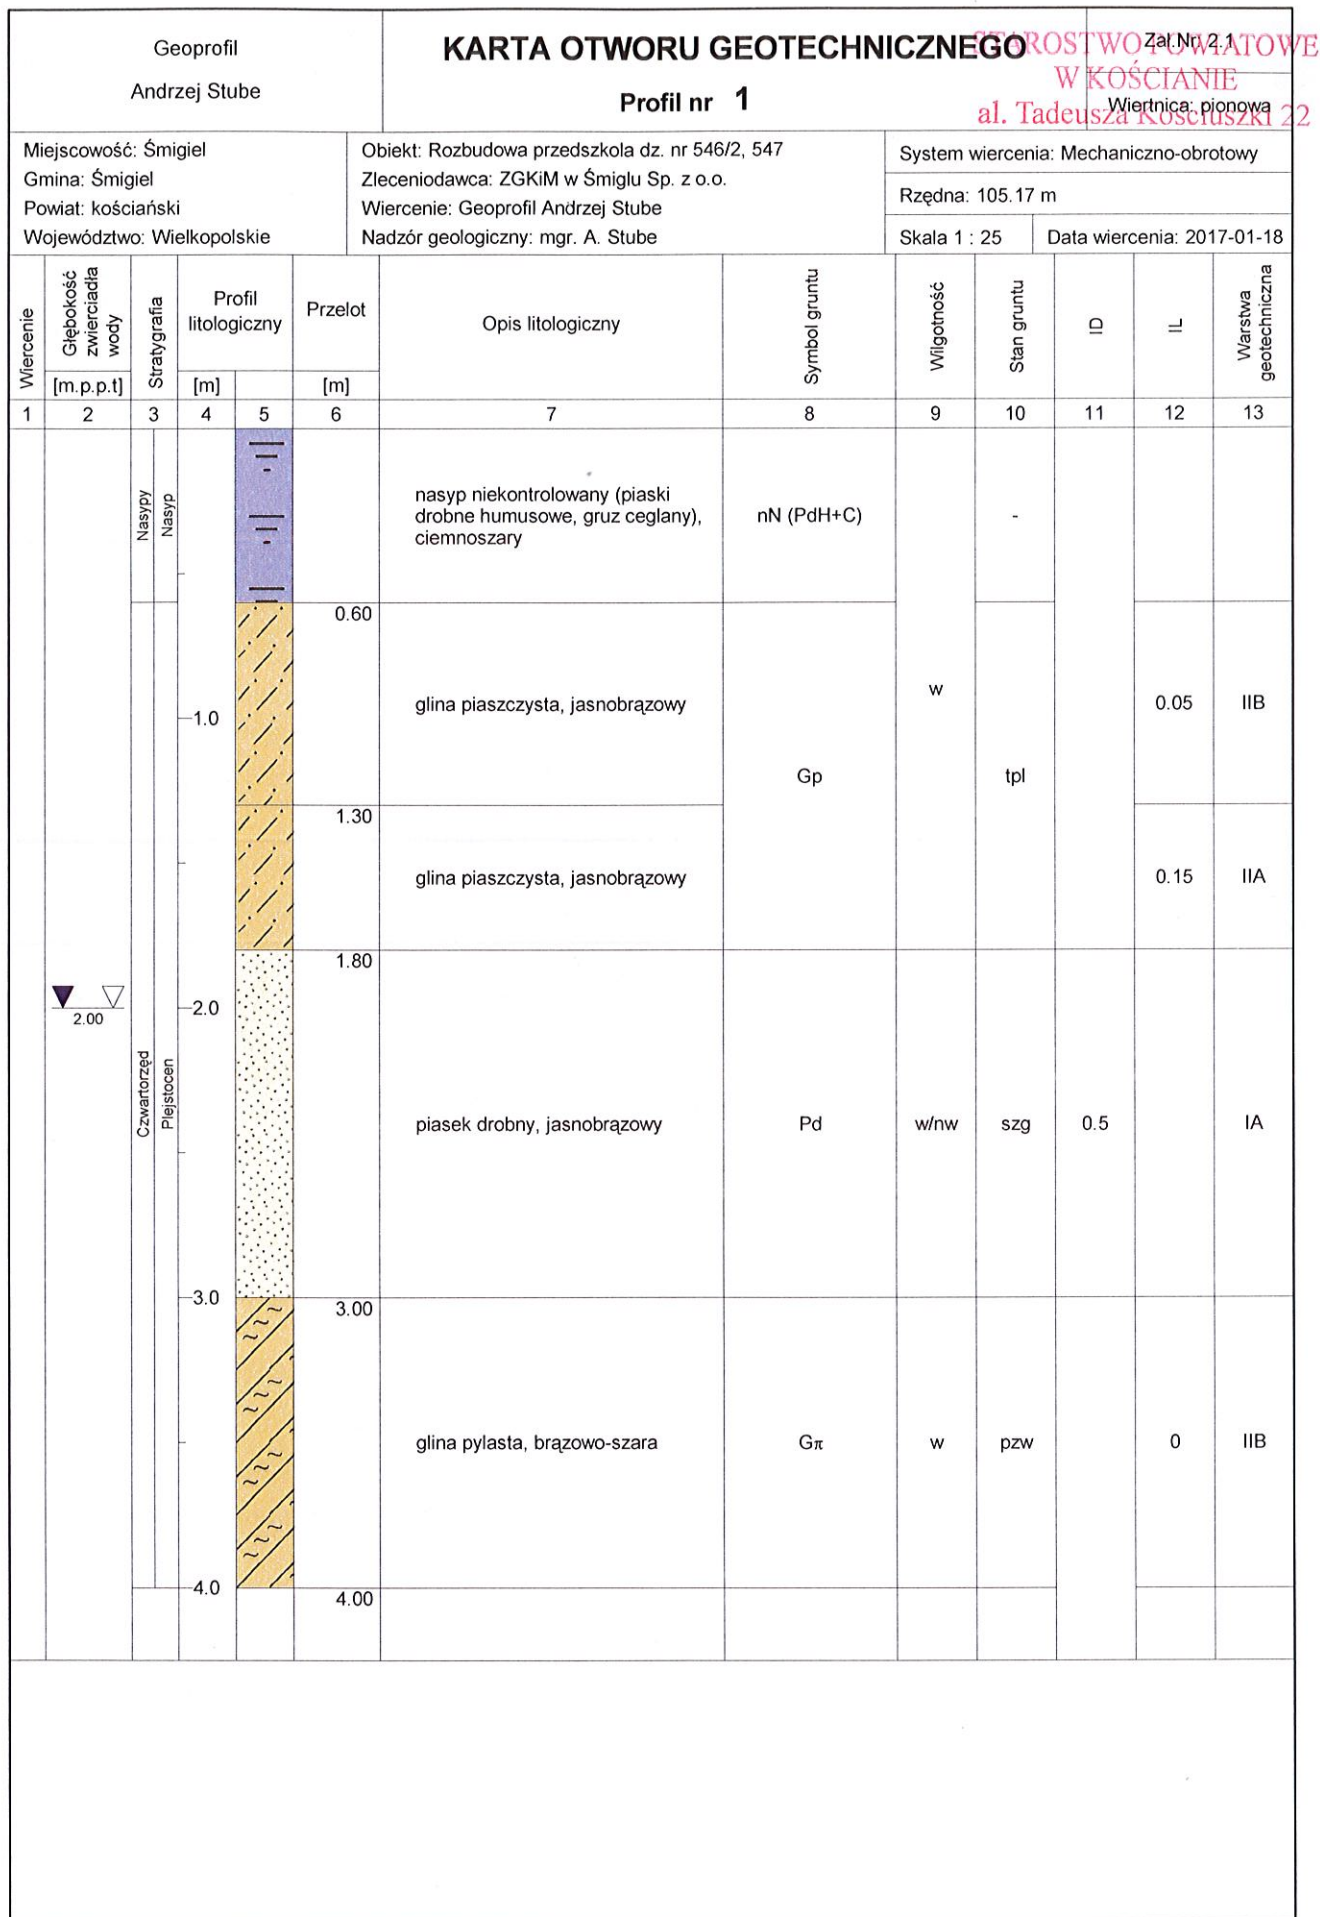 Geoprofil
Andrzej Stube
KARTA OTWORU GEOTECHNICZNEGO
Profil nr 1
STAROSTWO POWIATOWE
W KOŚCIANIE
al. Tadeusza Kościuszki 22
Zał.Nr: 2.1
Wiertnica: pionowa
Miejscowość: Śmigiel
Gmina: Śmigiel
Powiat: kościański
Województwo: Wielkopolskie
Obiekt: Rozbudowa przedszkola dz. nr 546/2, 547
Zleceniodawca: ZGKiM w Śmiglu Sp. z o.o.
Wiercenie: Geoprofil Andrzej Stube
Nadzór geologiczny: mgr. A. Stube
System wiercenia: Mechaniczno-obrotowy
Rzędna: 105.17 m
Skala 1 : 25
Data wiercenia: 2017-01-18
Wiercenie
Głębokość zwierciadła wody
[m.p.p.t]
Stratygrafia
Profil litologiczny
[m]
Przelot
[m]
Opis litologiczny
Symbol gruntu
Wilgotność
Stan gruntu
ID
IL
Warstwa geotechniczna
1 2 3 4 5 6 7 8 9 10 11 12 13
Nasypy
Nasyp
nasyp niekontrolowany (piaski
drobne humusowe, gruz ceglany),
ciemnoszary
nN (PdH+C)
-
0.60
1.0
glina piaszczysta, jasnobrązowy
w
0.05
IIB
Gp
tpl
1.30
glina piaszczysta, jasnobrązowy
0.15
IIA
1.80
2.00
2.0
Czwartorzęd
Plejstocen
piasek drobny, jasnobrązowy
Pd
w/nw
szg
0.5
IA
3.0
3.00
glina pylasta, brązowo-szara
Gπ
w
pzw
0
IIB
4.0
4.00